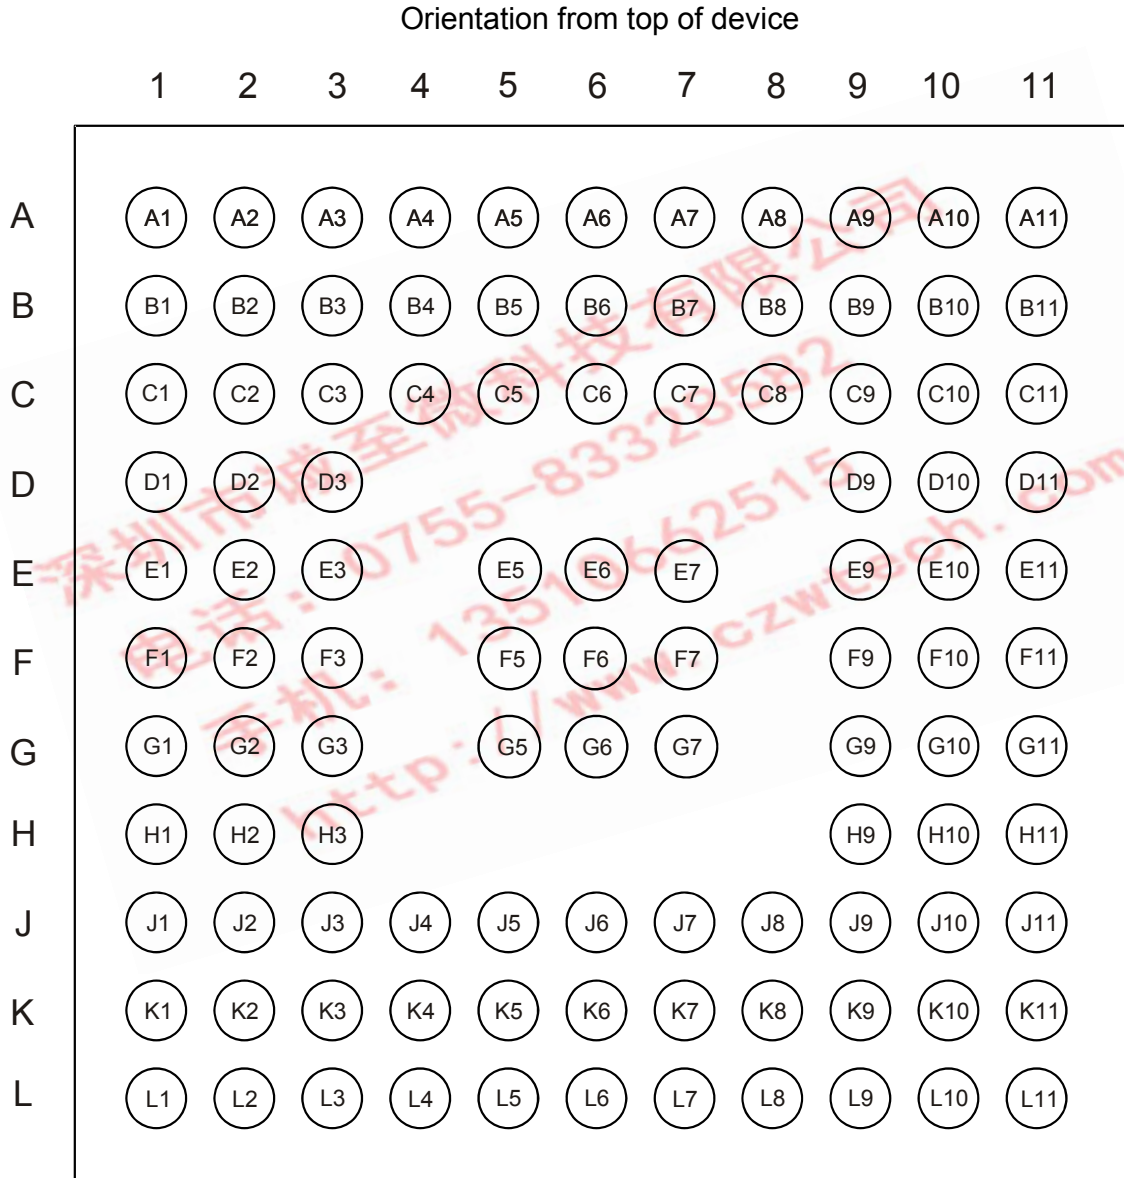 Orientation from top of device
1 2 3 4 5 6 7 8 9 10 11
A A1 A2 A3 A4 A5 A6 A7 A8 A9 A10 A11
B B1 B2 B3 B4 B5 B6 B7 B8 B9 B10 B11
C C1 C2 C3 C4 C5 C6 C7 C8 C9 C10 C11
D D1 D2 D3 D9 D10 D11
E E1 E2 E3 E5 E6 E7 E9 E10 E11
F F1 F2 F3 F5 F6 F7 F9 F10 F11
G G1 G2 G3 G5 G6 G7 G9 G10 G11
H H1 H2 H3 H9 H10 H11
J J1 J2 J3 J4 J5 J6 J7 J8 J9 J10 J11
K K1 K2 K3 K4 K5 K6 K7 K8 K9 K10 K11
L L1 L2 L3 L4 L5 L6 L7 L8 L9 L10 L11
深圳市诚至微科技有限公司
电话：0755-83328582
手机：13510662515
http://www.czwtech.com